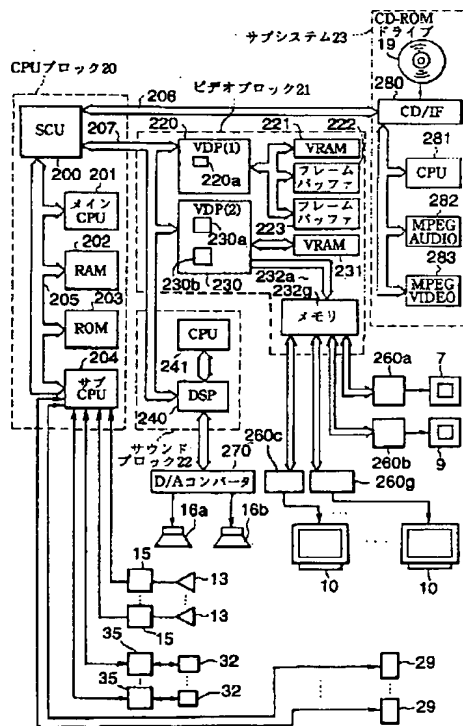 サブシステム23
CD-ROM
ドライブ
19
CPUブロック20
ビデオブロック21
208
280
207
220
221
222
SCU
VDP(1)
VRAM
CD/IF
220a
フレーム
バッファ
281
200
201
223
フレーム
バッファ
CPU
メイン
CPU
VDP(2)
282
202
230a
VRAM
MPEG
AUDIO
RAM
230b
230
231
283
205
203
232a~
232g
MPEG
VIDEO
ROM
CPU
メモリ
204
241
260a
7
サブ
CPU
DSP
240
260b
9
サウンド
ブロック22
270
260c
260g
D/Aコンバータ
16a
16b
15
13
10
10
15
13
35
32
29
35
32
29